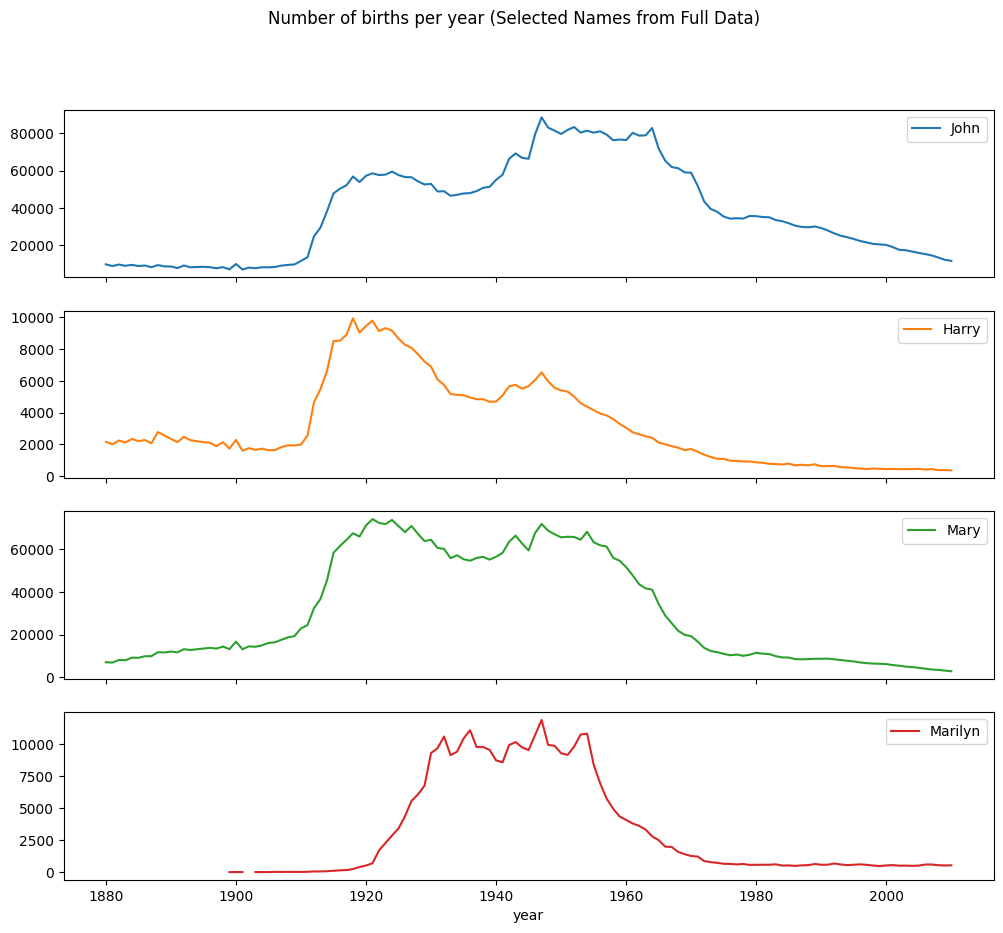 Number of births per year (Selected Names from Full Data)
John
80000
60000
40000
20000
Harry
10000
8000
6000
4000
2000
0
Mary
60000
40000
20000
0
Marilyn
10000
7500
5000
2500
0
1880 1900 1920 1940 1960 1980 2000
year